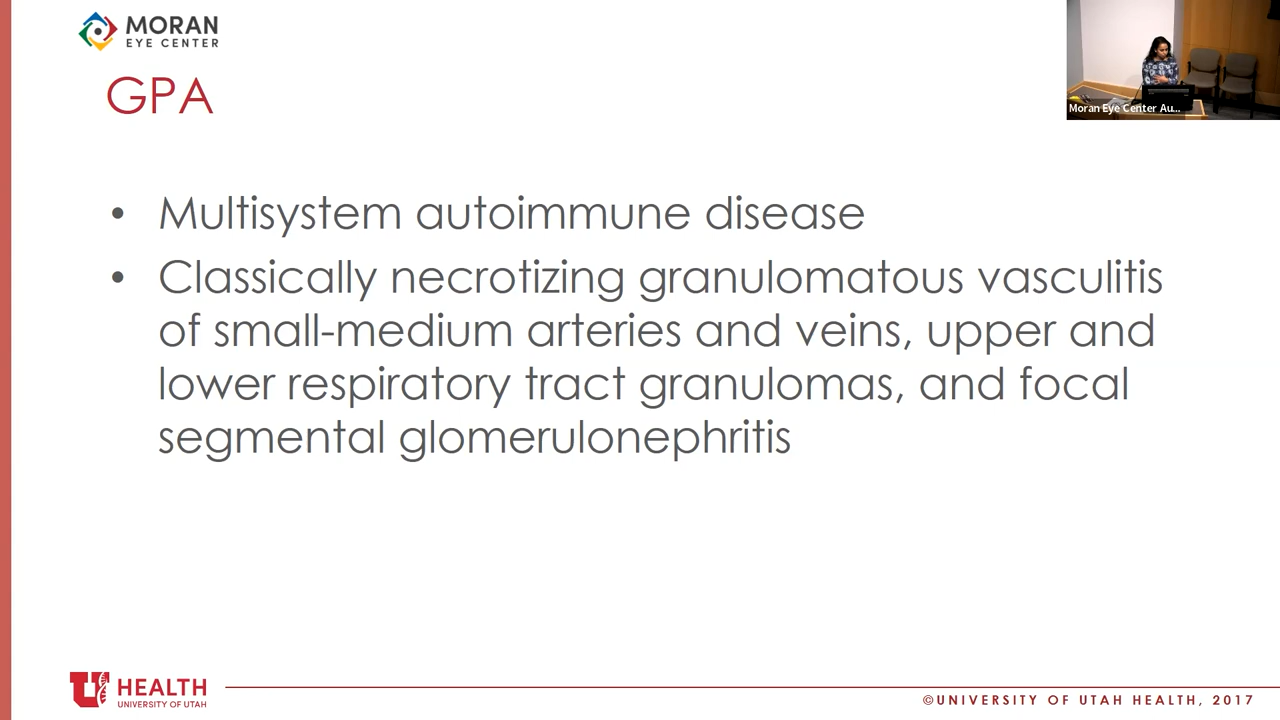 MORAN
EYE CENTER
GPA
Moran Eye Center Au...
• Multisystem autoimmune disease
• Classically necrotizing granulomatous vasculitis
of small-medium arteries and veins, upper and
lower respiratory tract granulomas, and focal
segmental glomerulonephritis
U HEALTH
UNIVERSITY OF UTAH
©UNIVERSITY OF UTAH HEALTH, 2017